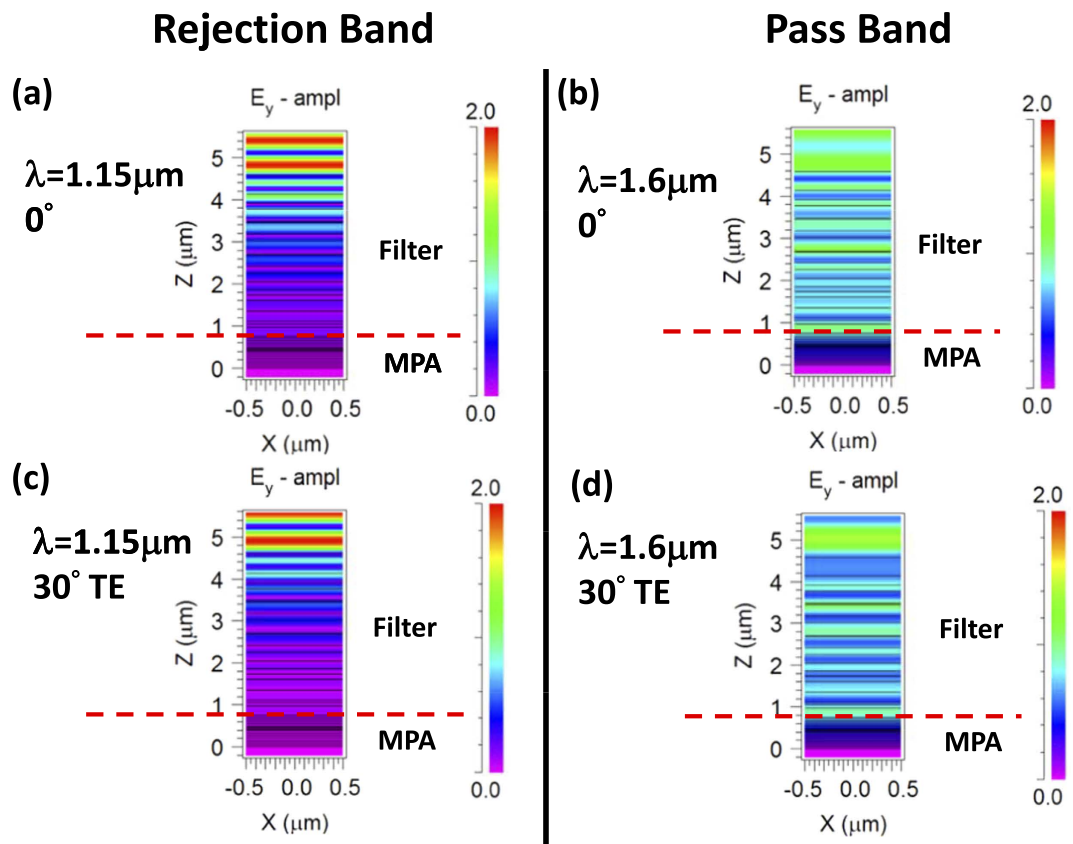 Rejection Band
Pass Band
(a)
E_y - ampl
2.0
λ=1.15μm
0°
5
4
3
2
1
0
Z (μm)
Filter
MPA
0.0
-0.5 0.0 0.5
X (μm)
(b)
E_y - ampl
2.0
λ=1.6μm
0°
5
4
3
2
1
0
Z (μm)
Filter
MPA
0.0
-0.5 0.0 0.5
X (μm)
(c)
E_y - ampl
2.0
λ=1.15μm
30° TE
5
4
3
2
1
0
Z (μm)
Filter
MPA
0.0
-0.5 0.0 0.5
X (μm)
(d)
E_y - ampl
2.0
λ=1.6μm
30° TE
5
4
3
2
1
0
Z (μm)
Filter
MPA
0.0
-0.5 0.0 0.5
X (μm)